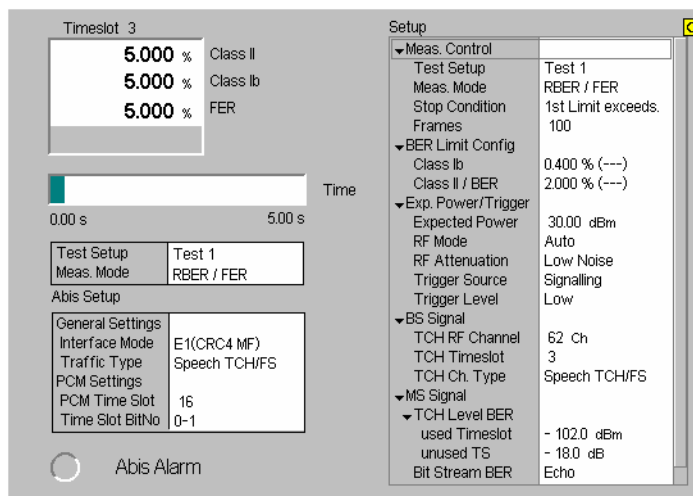 Timeslot 3
5.000 % Class II
5.000 % Class Ib
5.000 % FER
Time
0.00 s 5.00 s
Test Setup Test 1
Meas. Mode RBER / FER
Abis Setup
General Settings
Interface Mode E1(CRC4 MF)
Traffic Type Speech TCH/FS
PCM Settings
PCM Time Slot 16
Time Slot BitNo 0-1
Abis Alarm
Setup
Meas. Control
Test Setup Test 1
Meas. Mode RBER / FER
Stop Condition 1st Limit exceeds.
Frames 100
BER Limit Config
Class Ib 0.400 % (---)
Class II / BER 2.000 % (---)
Exp. Power/Trigger
Expected Power 30.00 dBm
RF Mode Auto
RF Attenuation Low Noise
Trigger Source Signalling
Trigger Level Low
BS Signal
TCH RF Channel 62 Ch
TCH Timeslot 3
TCH Ch. Type Speech TCH/FS
MS Signal
TCH Level BER
used Timeslot - 102.0 dBm
unused TS - 18.0 dB
Bit Stream BER Echo